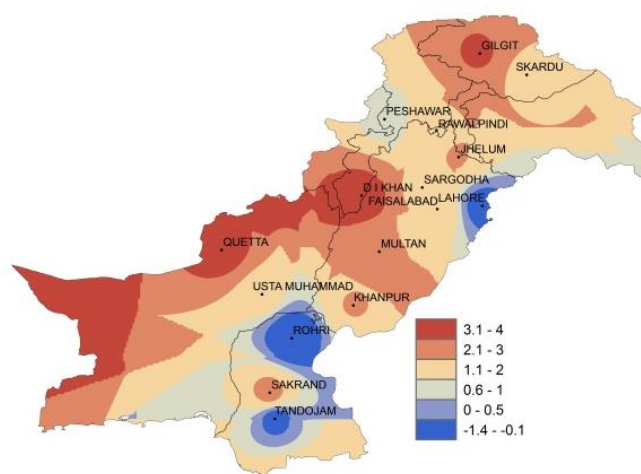 GILGIT
SKARDU
PESHAWAR
RAWALPINDI
JHELUM
SARGODHA
D I KHAN
FAISALABAD
LAHORE
QUETTA
MULTAN
USTA MUHAMMAD
KHANPUR
ROHRI
SAKRAND
TANDOJAM
3.1 - 4
2.1 - 3
1.1 - 2
0.6 - 1
0 - 0.5
-1.4 - -0.1